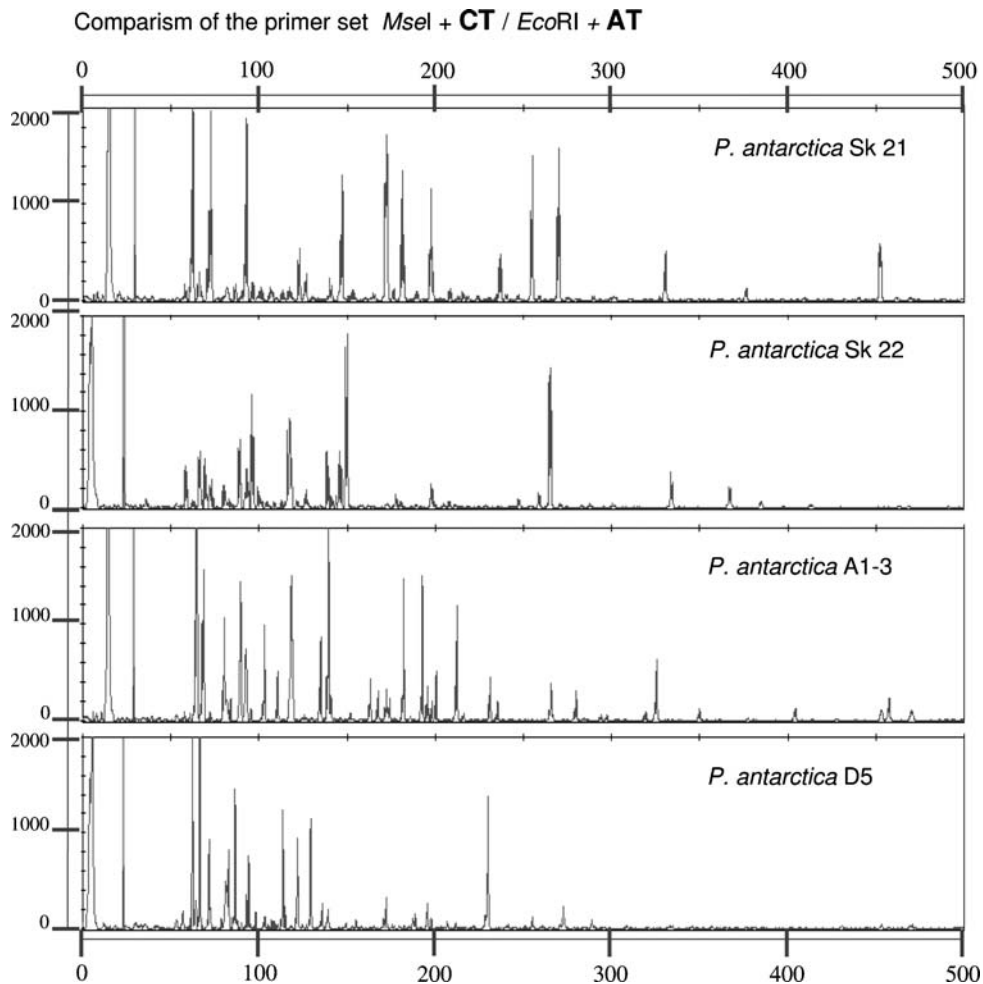 Comparism of the primer set MseI + CT / EcoRI + AT
0 100 200 300 400 500
2000
P. antarctica Sk 21
1000
0
2000
P. antarctica Sk 22
1000
0
2000
P. antarctica A1-3
1000
0
2000
P. antarctica D5
1000
0
0 100 200 300 400 500